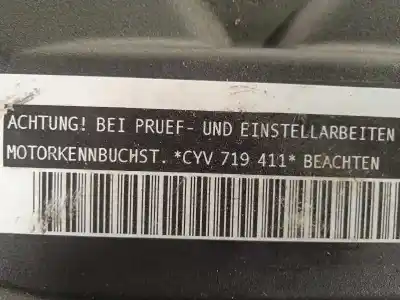 ACHTUNG! BEI PRUEF- UND EINSTELLARBEITEN
MOTORKENNBUCHST. *CYV 719 411* BEACHTEN